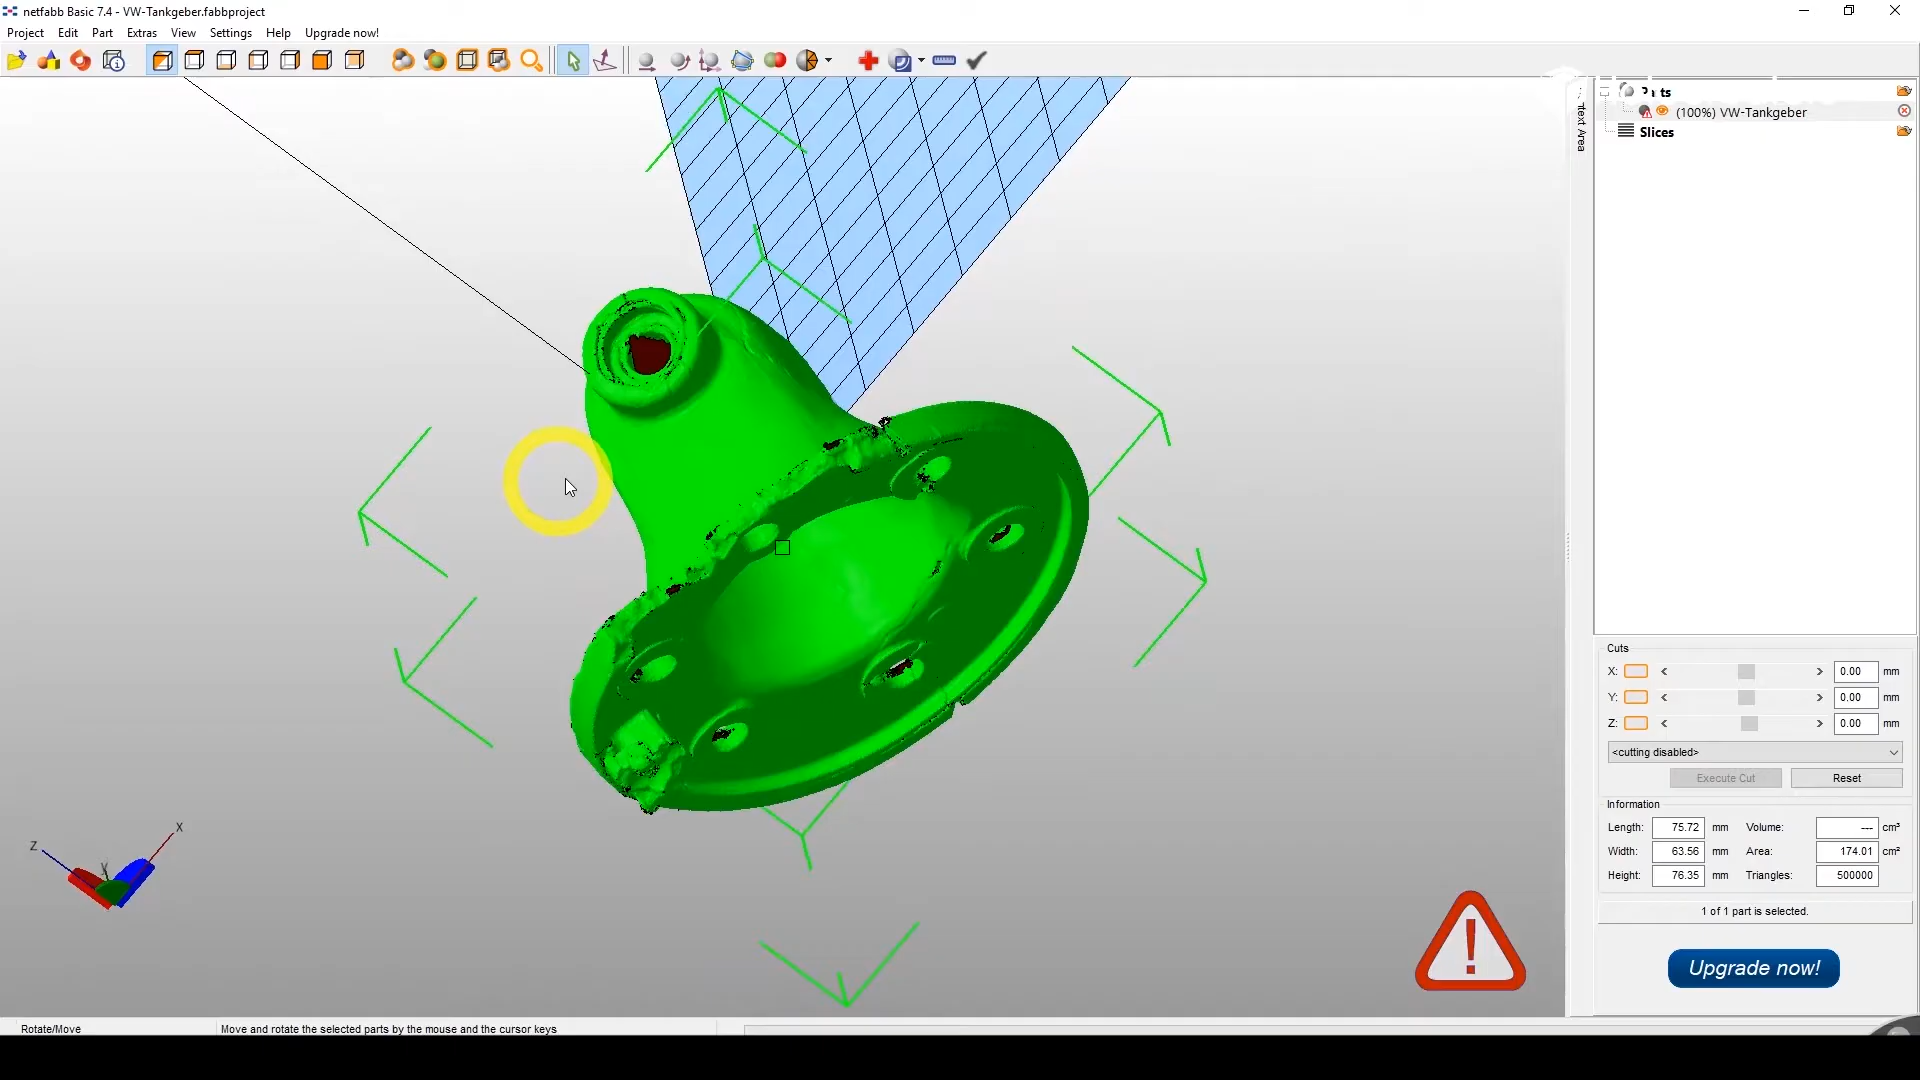 netfabb Basic 7.4 - VW-Tankgeber.fabbproject
Project Edit Part Extras View Settings Help Upgrade now!
text Area
(100%) VW-Tankgeber
Slices
Cuts
X: < > 0.00 mm
Y: < > 0.00 mm
Z: < > 0.00 mm
<cutting disabled>
Execute Cut Reset
Information
Length: 75.72 mm Volume: --- cm³
Width: 63.56 mm Area: 174.01 cm²
Height: 76.35 mm Triangles: 500000
1 of 1 part is selected.
Upgrade now!
Z
y
X
Rotate/Move Move and rotate the selected parts by the mouse and the cursor keys